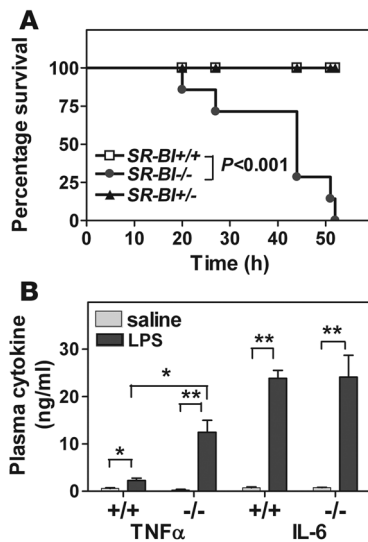 A
Percentage survival
100
75
50
25
0
SR-BI+/+
SR-BI-/-
SR-BI+/-
P<0.001
0 10 20 30 40 50
Time (h)
B
Plasma cytokine
(ng/ml)
saline
LPS
30
20
10
0
* * ** ** **
+/+ -/- +/+ -/-
TNFα IL-6